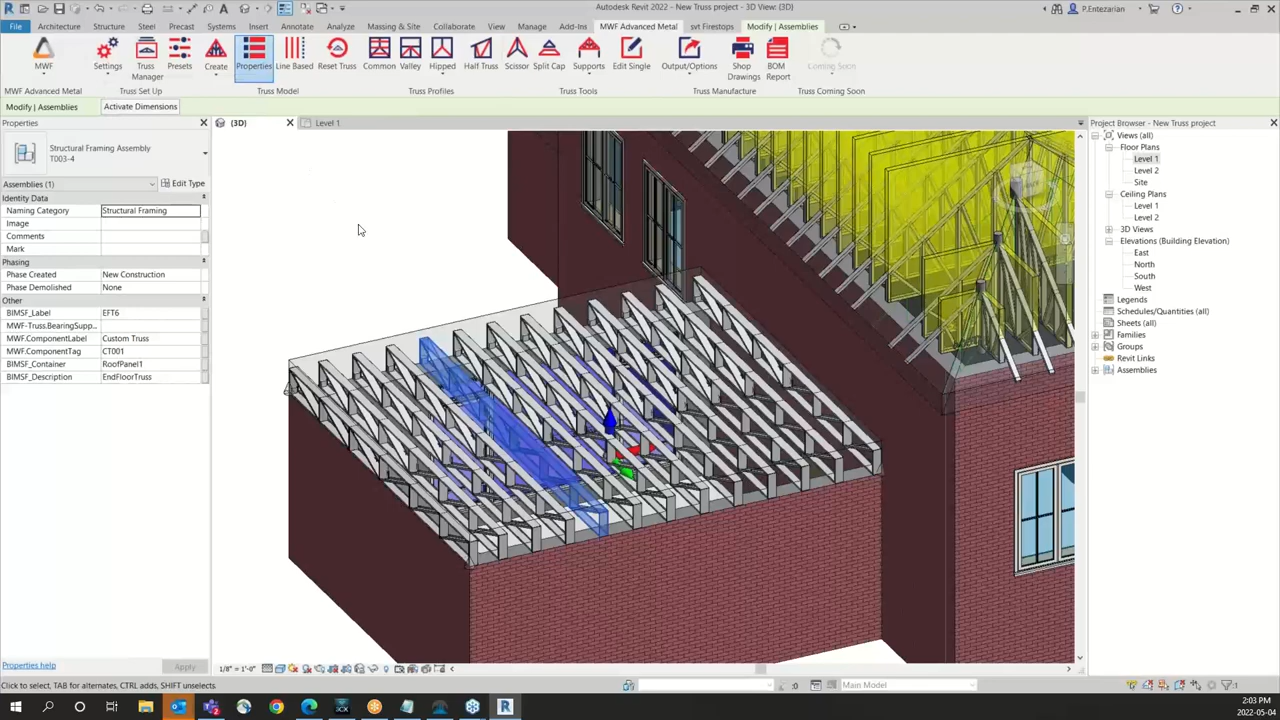 Autodesk Revit 2022 - New Truss project - 3D View: {3D}
P.Entezarian
File Architecture Structure Steel Precast Systems Insert Annotate Analyze Massing & Site Collaborate View Manage Add-Ins MWF Advanced Metal svt Firestops Modify | Assemblies
MWF Settings Truss Manager Presets Create Properties Line Based Reset Truss Common Valley Hipped Half Truss Scissor Split Cap Supports Edit Single Output/Options Shop Drawings BOM Report Coming Soon
MWF Advanced Metal Truss Set Up Truss Model Truss Profiles Truss Tools Truss Manufacture Truss Coming Soon
Modify | Assemblies Activate Dimensions
Properties
{3D}
Level 1
Project Browser - New Truss project
Structural Framing Assembly
T003-4
Assemblies (1) Edit Type
Identity Data
Naming Category Structural Framing
Image
Comments
Mark
Phasing
Phase Created New Construction
Phase Demolished None
Other
BIMSF_Label EFT6
MWF-Truss.BearingSupp...
MWF.ComponentLabel Custom Truss
MWF.ComponentTag CT001
BIMSF_Container RoofPanel1
BIMSF_Description EndFloorTruss
Properties help Apply
Views (all)
Floor Plans
Level 1
Level 2
Site
Ceiling Plans
Level 1
Level 2
3D Views
Elevations (Building Elevation)
East
North
South
West
Legends
Schedules/Quantities (all)
Sheets (all)
Families
Groups
Revit Links
Assemblies
1/8" = 1'-0"
Click to select, TAB for alternates, CTRL adds, SHIFT unselects.
:0
Main Model
:1
2:03 PM
2022-05-04